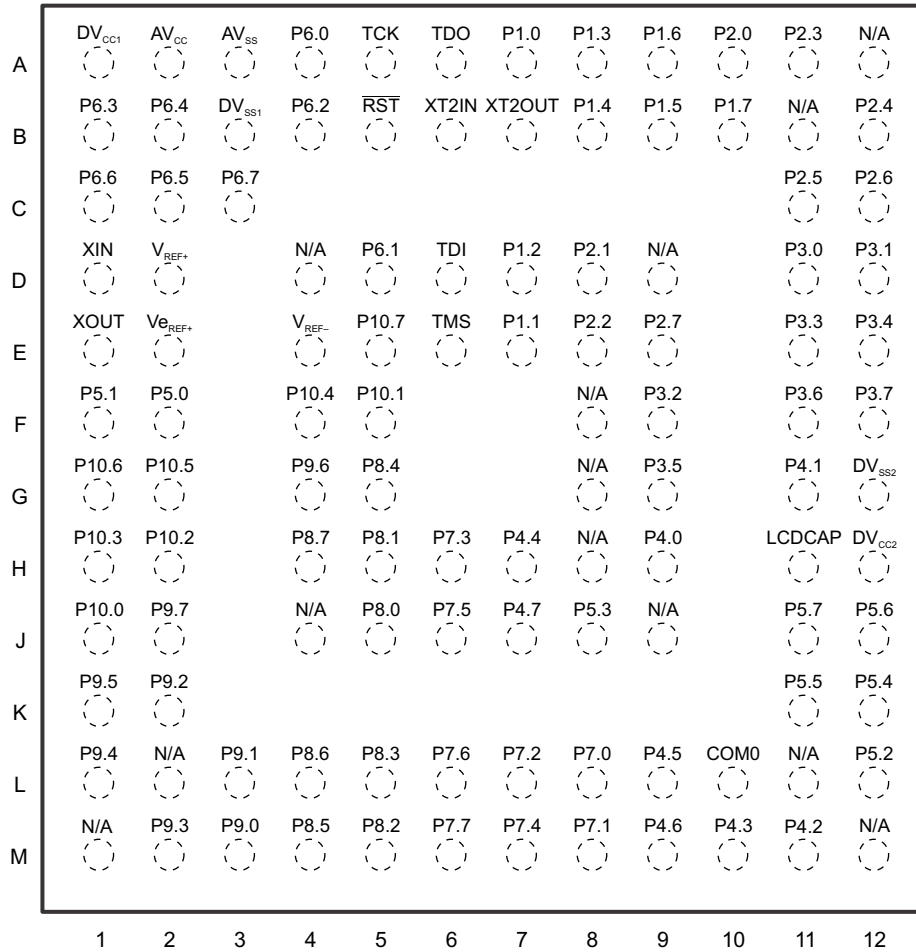 DVCC1 AVCC AVSS P6.0 TCK TDO P1.0 P1.3 P1.6 P2.0 P2.3 N/A
A
P6.3 P6.4 DVSS1 P6.2 RST XT2IN XT2OUT P1.4 P1.5 P1.7 N/A P2.4
B
P6.6 P6.5 P6.7 P2.5 P2.6
C
XIN VREF+ N/A P6.1 TDI P1.2 P2.1 N/A P3.0 P3.1
D
XOUT VeREF+ VREF– P10.7 TMS P1.1 P2.2 P2.7 P3.3 P3.4
E
P5.1 P5.0 P10.4 P10.1 N/A P3.2 P3.6 P3.7
F
P10.6 P10.5 P9.6 P8.4 N/A P3.5 P4.1 DVSS2
G
P10.3 P10.2 P8.7 P8.1 P7.3 P4.4 N/A P4.0 LCDCAP DVCC2
H
P10.0 P9.7 N/A P8.0 P7.5 P4.7 P5.3 N/A P5.7 P5.6
J
P9.5 P9.2 P5.5 P5.4
K
P9.4 N/A P9.1 P8.6 P8.3 P7.6 P7.2 P7.0 P4.5 COM0 N/A P5.2
L
N/A P9.3 P9.0 P8.5 P8.2 P7.7 P7.4 P7.1 P4.6 P4.3 P4.2 N/A
M
1 2 3 4 5 6 7 8 9 10 11 12